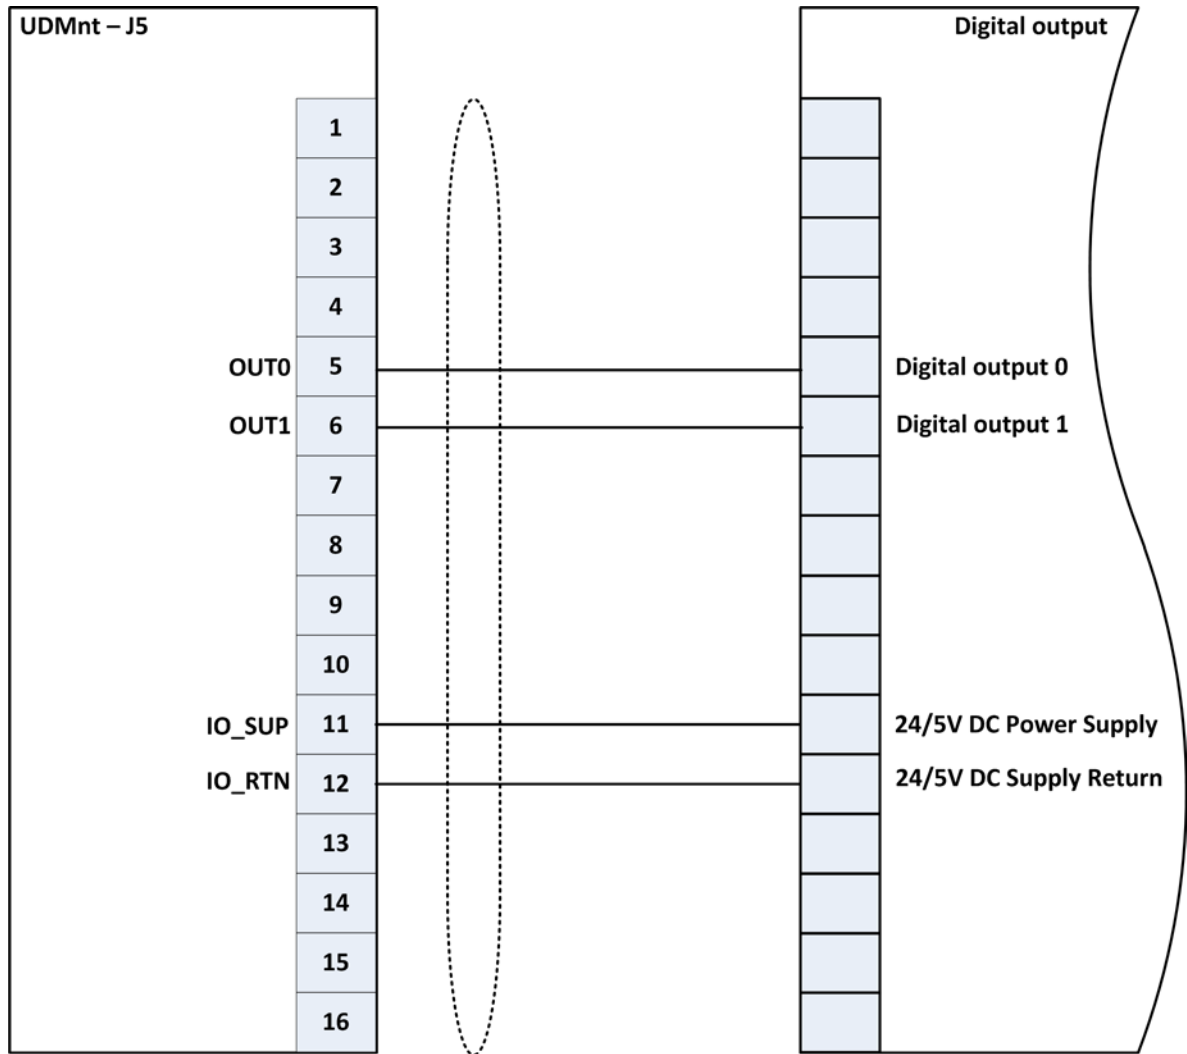 UDMnt – J5
Digital output
1
2
3
4
OUT0 5 Digital output 0
OUT1 6 Digital output 1
7
8
9
10
IO_SUP 11 24/5V DC Power Supply
IO_RTN 12 24/5V DC Supply Return
13
14
15
16